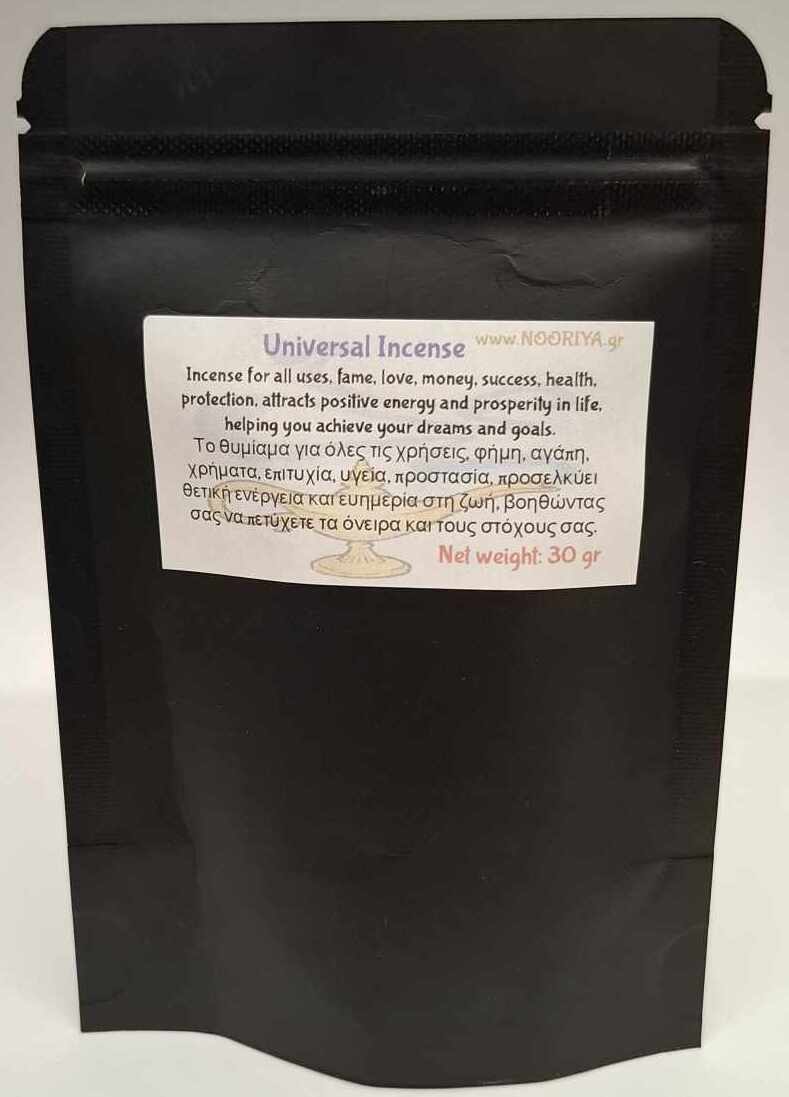 Universal Incense www.NOORIYA.gr
Incense for all uses, fame, love, money, success, health,
protection, attracts positive energy and prosperity in life,
helping you achieve your dreams and goals.
Το θυμίαμα για όλες τις χρήσεις, φήμη, αγάπη,
χρήματα, επιτυχία, υγεία, προστασία, προσελκύει
θετική ενέργεια και ευημερία στη ζωή, βοηθώντας
σας να πετύχετε τα όνειρα και τους στόχους σας.
Net weight: 30 gr